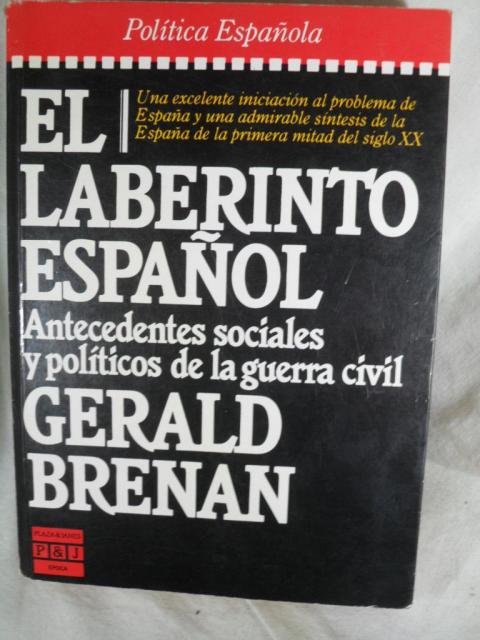 Política Española
EL
Una excelente iniciación al problema de
España y una admirable síntesis de la
España de la primera mitad del siglo XX
LABERINTO
ESPAÑOL
Antecedentes sociales
y políticos de la guerra civil
GERALD
BRENAN
PLAZA & JANES
P & J
EPOCA